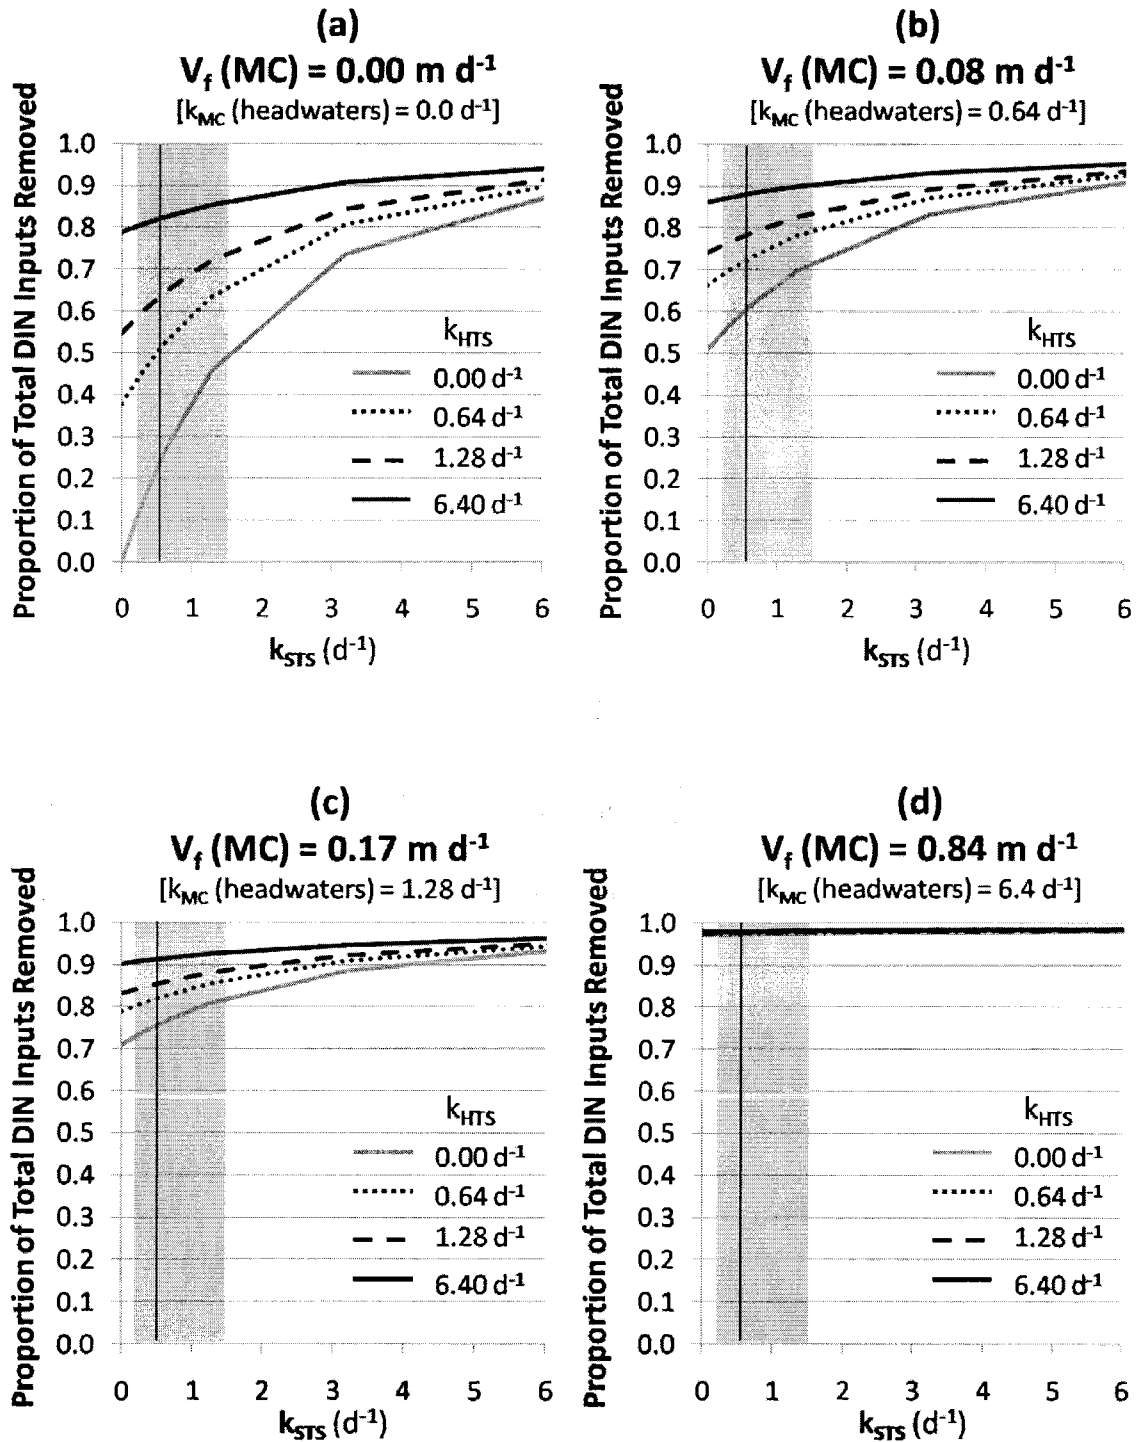 (a)
V_f (MC) = 0.00 m d⁻¹
[k_MC (headwaters) = 0.0 d⁻¹]
Proportion of Total DIN Inputs Removed
1.0
0.9
0.8
0.7
0.6
0.5
0.4
0.3
0.2
0.1
0.0
k_HTS
0.00 d⁻¹
0.64 d⁻¹
1.28 d⁻¹
6.40 d⁻¹
0 1 2 3 4 5 6
k_STS (d⁻¹)
(b)
V_f (MC) = 0.08 m d⁻¹
[k_MC (headwaters) = 0.64 d⁻¹]
Proportion of Total DIN Inputs Removed
1.0
0.9
0.8
0.7
0.6
0.5
0.4
0.3
0.2
0.1
0.0
k_HTS
0.00 d⁻¹
0.64 d⁻¹
1.28 d⁻¹
6.40 d⁻¹
0 1 2 3 4 5 6
k_STS (d⁻¹)
(c)
V_f (MC) = 0.17 m d⁻¹
[k_MC (headwaters) = 1.28 d⁻¹]
Proportion of Total DIN Inputs Removed
1.0
0.9
0.8
0.7
0.6
0.5
0.4
0.3
0.2
0.1
0.0
k_HTS
0.00 d⁻¹
0.64 d⁻¹
1.28 d⁻¹
6.40 d⁻¹
0 1 2 3 4 5 6
k_STS (d⁻¹)
(d)
V_f (MC) = 0.84 m d⁻¹
[k_MC (headwaters) = 6.4 d⁻¹]
Proportion of Total DIN Inputs Removed
1.0
0.9
0.8
0.7
0.6
0.5
0.4
0.3
0.2
0.1
0.0
k_HTS
0.00 d⁻¹
0.64 d⁻¹
1.28 d⁻¹
6.40 d⁻¹
0 1 2 3 4 5 6
k_STS (d⁻¹)